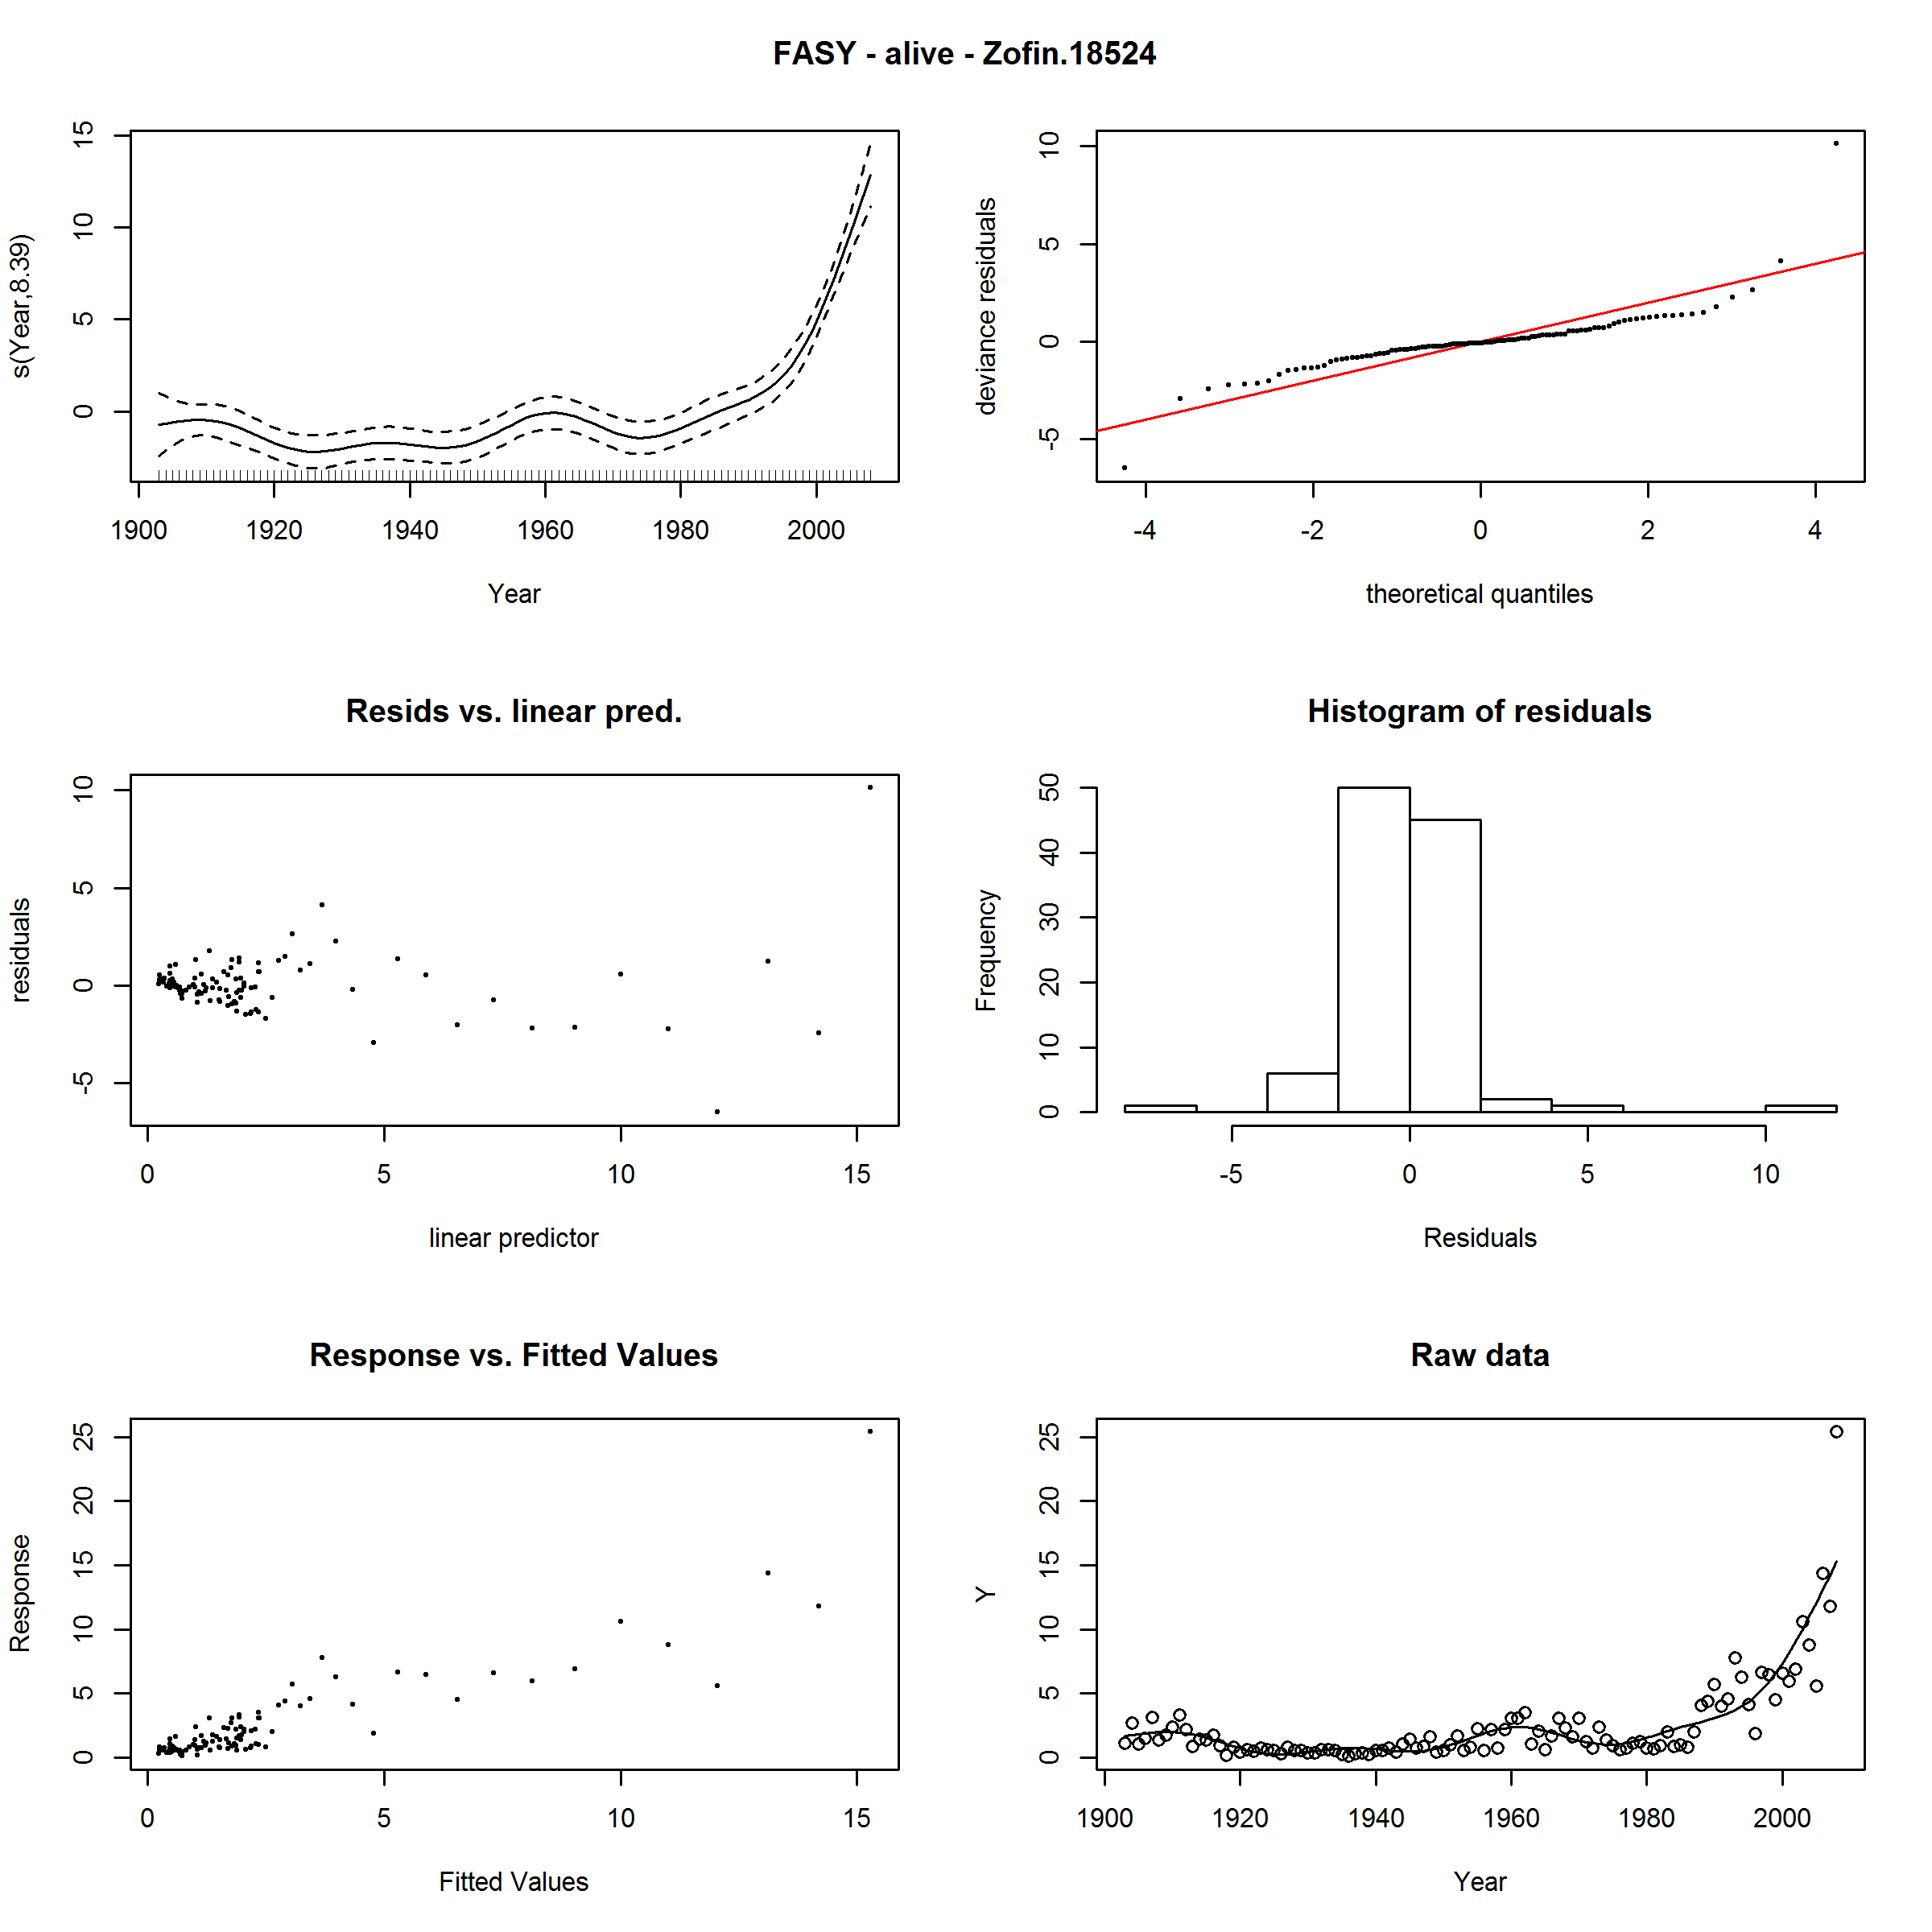 FASY - alive - Zofin.18524
s(Year,8.39)
0 5 10 15
1900 1920 1940 1960 1980 2000
Year
deviance residuals
-5 0 5 10
-4 -2 0 2 4
theoretical quantiles
Resids vs. linear pred.
residuals
-5 0 5 10
0 5 10 15
linear predictor
Histogram of residuals
Frequency
0 10 20 30 40 50
-5 0 5 10
Residuals
Response vs. Fitted Values
Response
0 5 10 15 20 25
0 5 10 15
Fitted Values
Raw data
Y
0 5 10 15 20 25
1900 1920 1940 1960 1980 2000
Year